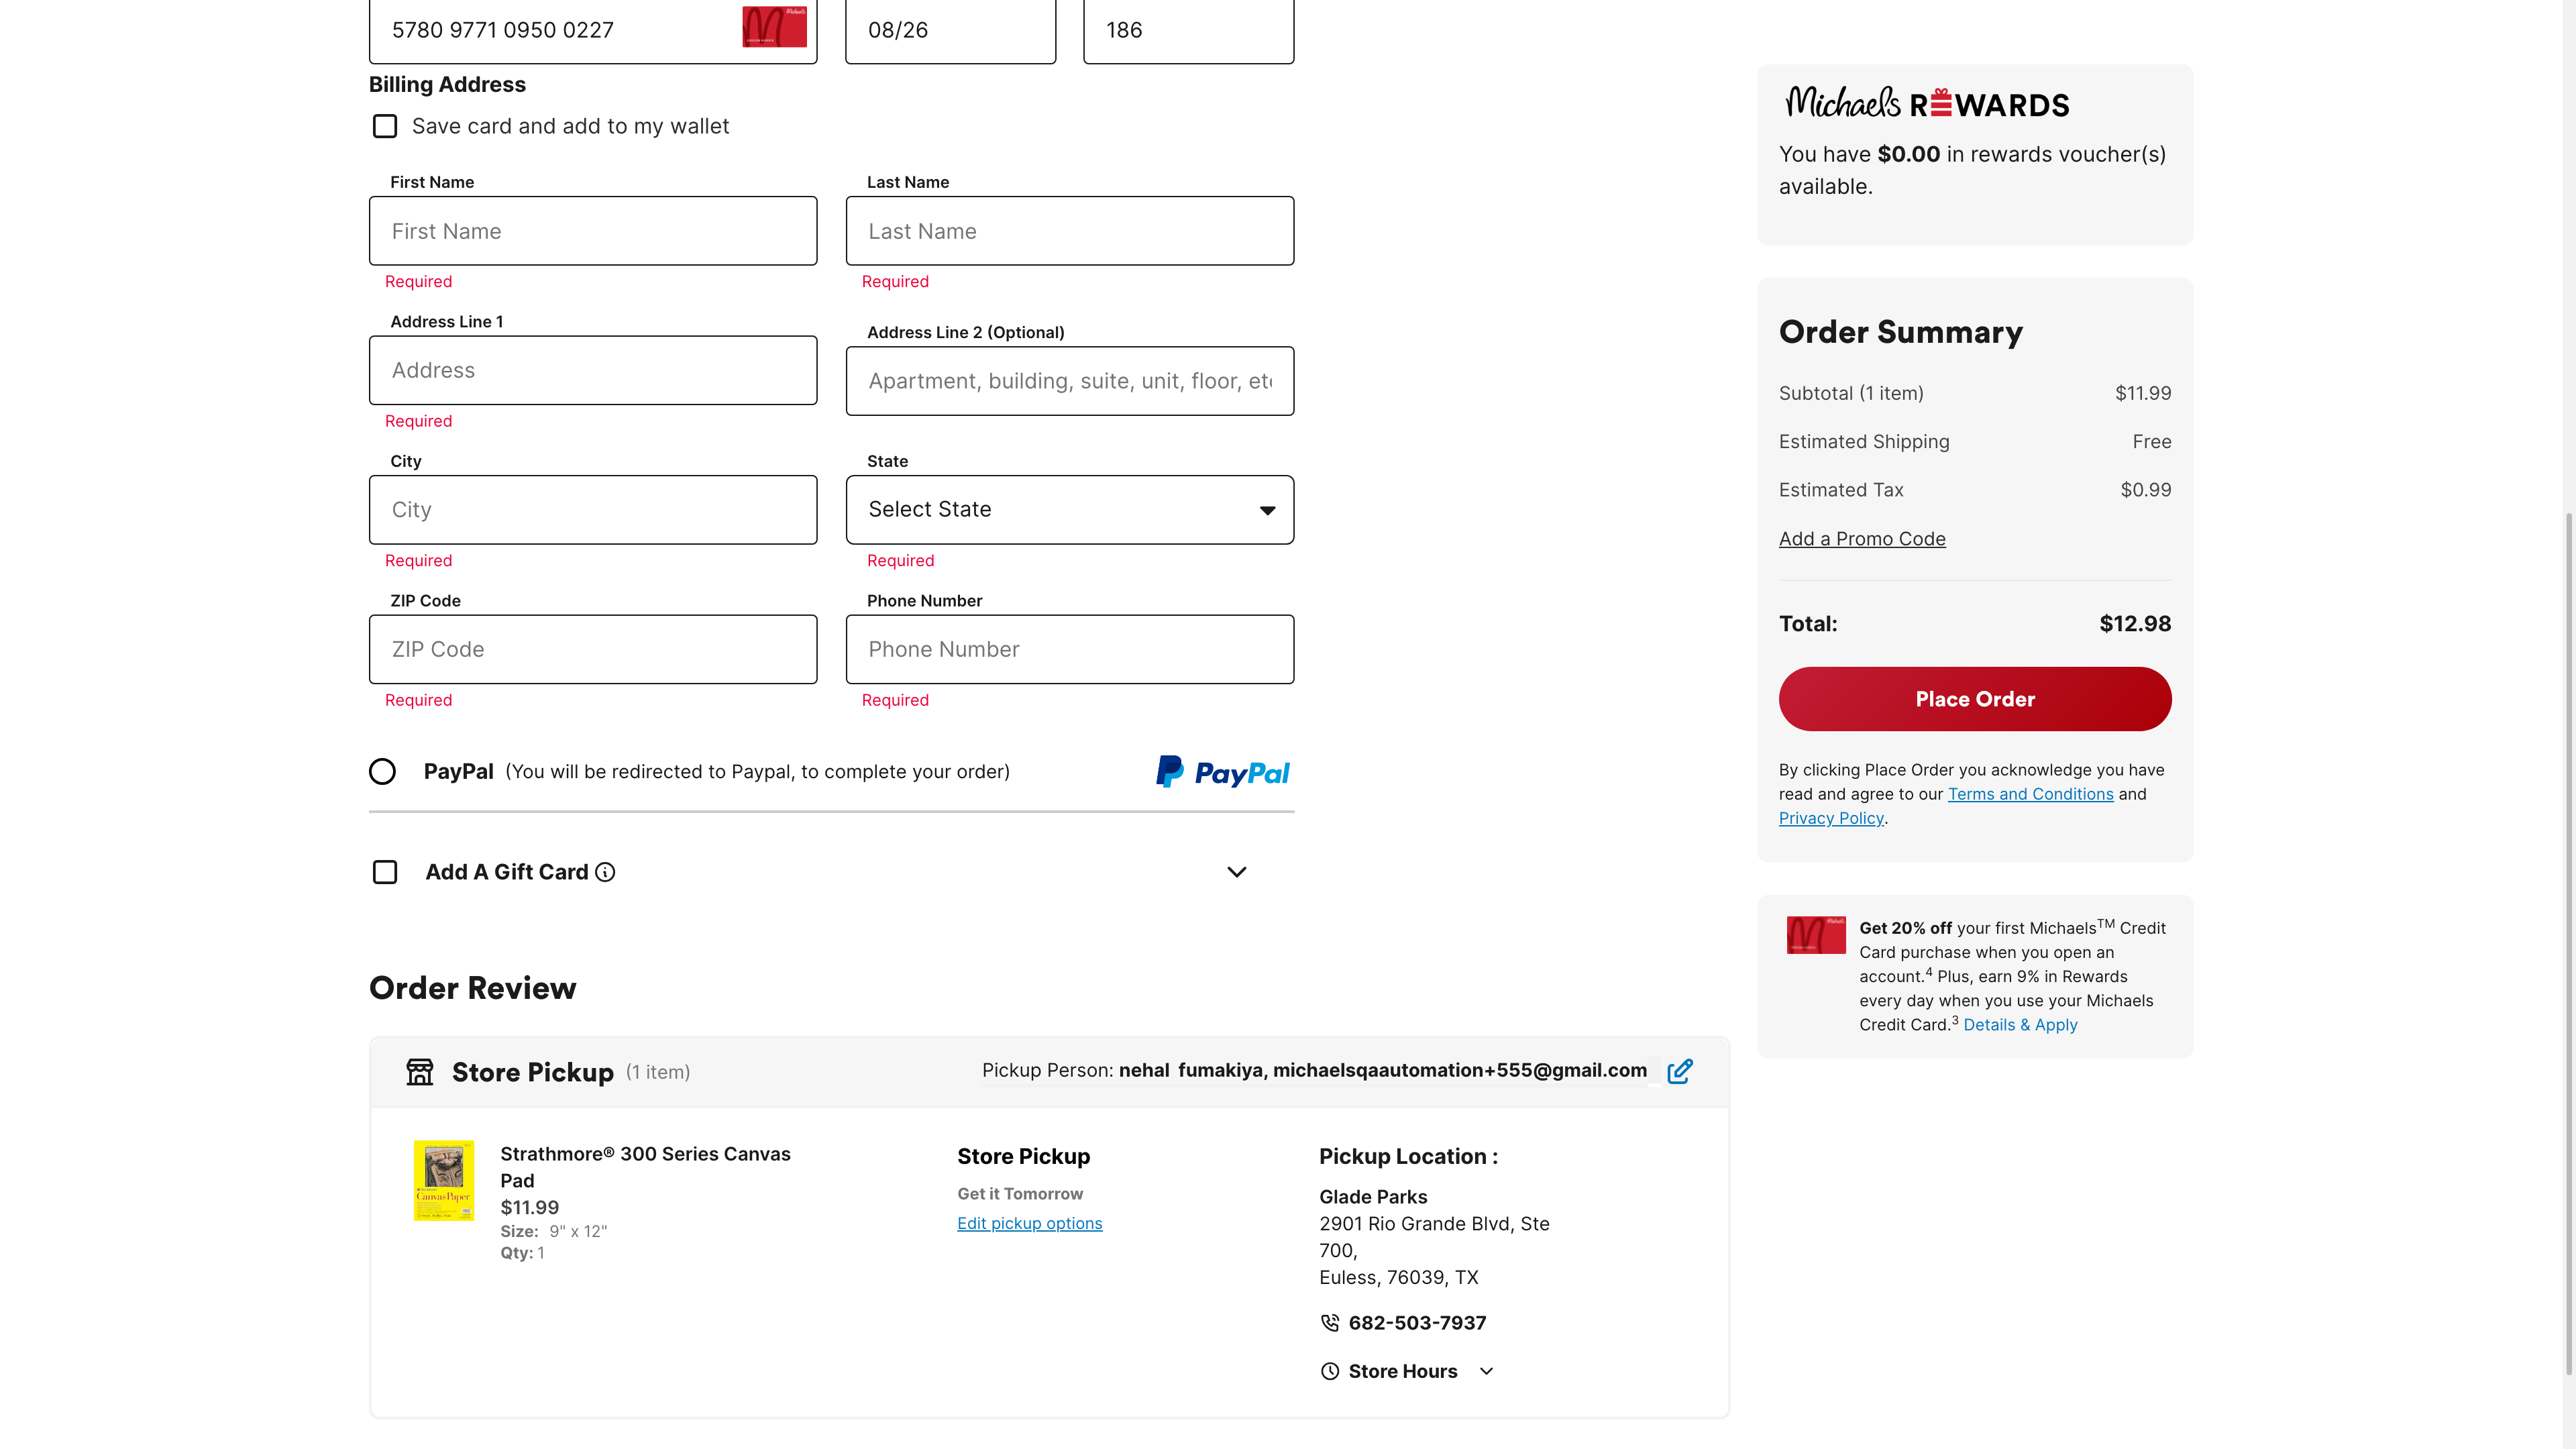 5780 9771 0950 0227
08/26
186
Billing Address
Save card and add to my wallet
First Name
Last Name
First Name
Last Name
Required
Required
Address Line 1
Address Line 2 (Optional)
Address
Apartment, building, suite, unit, floor, etc
Required
City
State
City
Select State
Required
Required
ZIP Code
Phone Number
ZIP Code
Phone Number
Required
Required
PayPal (You will be redirected to Paypal, to complete your order)
PayPal
Add A Gift Card
Order Review
Store Pickup (1 item)
Pickup Person: nehal fumakiya, michaelsqaautomation+555@gmail.com
Strathmore® 300 Series Canvas
Pad
$11.99
Size: 9" x 12"
Qty: 1
Canvas Paper
Store Pickup
Get it Tomorrow
Edit pickup options
Pickup Location :
Glade Parks
2901 Rio Grande Blvd, Ste
700,
Euless, 76039, TX
682-503-7937
Store Hours
Michaels REWARDS
You have $0.00 in rewards voucher(s)
available.
Order Summary
Subtotal (1 item) $11.99
Estimated Shipping Free
Estimated Tax $0.99
Add a Promo Code
Total: $12.98
Place Order
By clicking Place Order you acknowledge you have
read and agree to our Terms and Conditions and
Privacy Policy.
Get 20% off your first Michaels™ Credit
Card purchase when you open an
account.⁴ Plus, earn 9% in Rewards
every day when you use your Michaels
Credit Card.³ Details & Apply